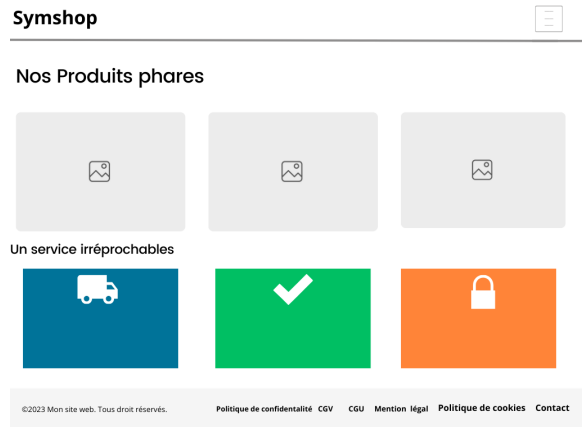 Symshop
Nos Produits phares
Un service irréprochables
©2023 Mon site web. Tous droit réservés. Politique de confidentalité CGV CGU Mention légal Politique de cookies Contact